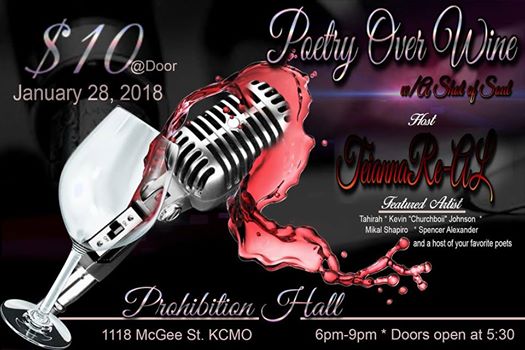 $10 @Door
January 28, 2018
Poetry Over Wine
w/A Shot of Soul
Host
TeiannaRe-AL
Featured Artist
Tahirah * Kevin "Churchboii" Johnson *
Mikal Shapiro * Spencer Alexander
and a host of your favorite poets
Prohibition Hall
1118 McGee St. KCMO
6pm-9pm * Doors open at 5:30